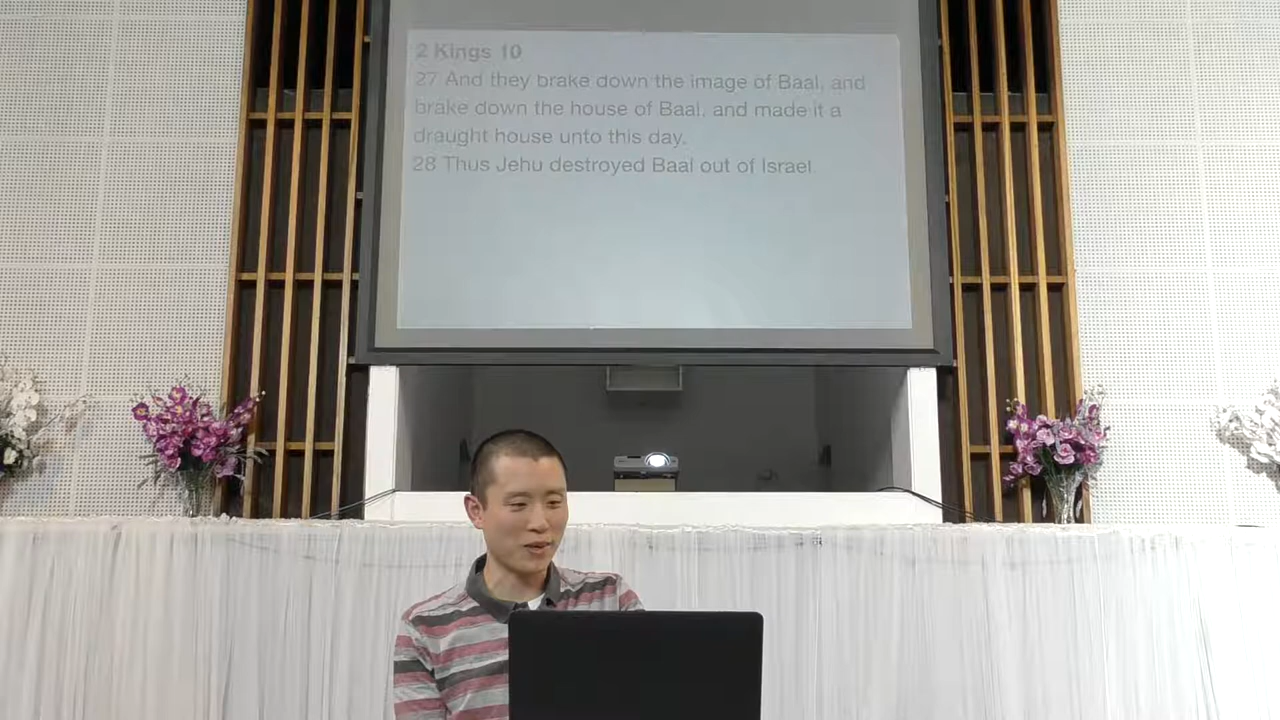 2 Kings 10
27 And they brake down the image of Baal, and
brake down the house of Baal, and made it a
draught house unto this day.
28 Thus Jehu destroyed Baal out of Israel.